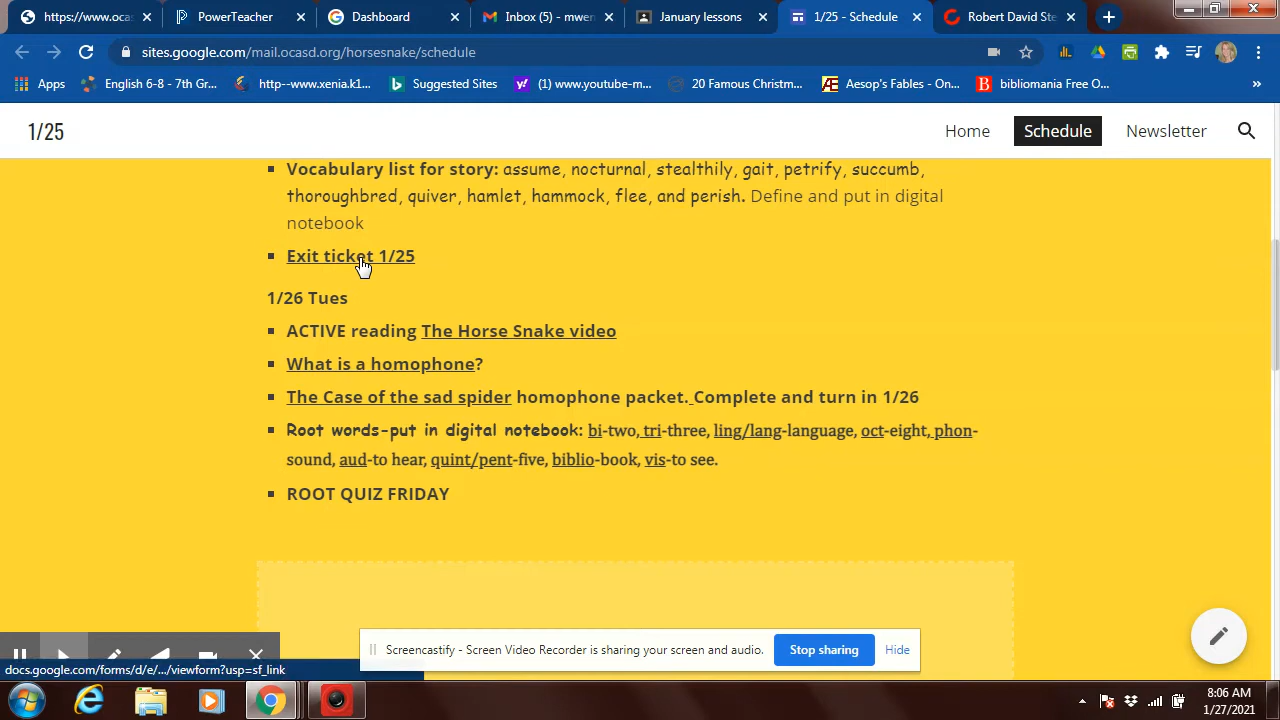 https://www.ocas
PowerTeacher
Dashboard
Inbox (5) - mwen
January lessons
1/25 - Schedule
Robert David Ste
sites.google.com/mail.ocasd.org/horsesnake/schedule
Apps
English 6-8 - 7th Gr...
http--www.xenia.k1...
Suggested Sites
(1) www.youtube-m...
20 Famous Christm...
Aesop's Fables - On...
bibliomania Free O...
»
1/25
Home
Schedule
Newsletter
Vocabulary list for story: assume, nocturnal, stealthily, gait, petrify, succumb,
thoroughbred, quiver, hamlet, hammock, flee, and perish. Define and put in digital
notebook
Exit ticket 1/25
1/26 Tues
ACTIVE reading The Horse Snake video
What is a homophone?
The Case of the sad spider homophone packet. Complete and turn in 1/26
Root words-put in digital notebook: bi-two, tri-three, ling/lang-language, oct-eight, phon-
sound, aud-to hear, quint/pent-five, biblio-book, vis-to see.
ROOT QUIZ FRIDAY
Screencastify - Screen Video Recorder is sharing your screen and audio.
Stop sharing
Hide
docs.google.com/forms/d/e/.../viewform?usp=sf_link
8:06 AM
1/27/2021